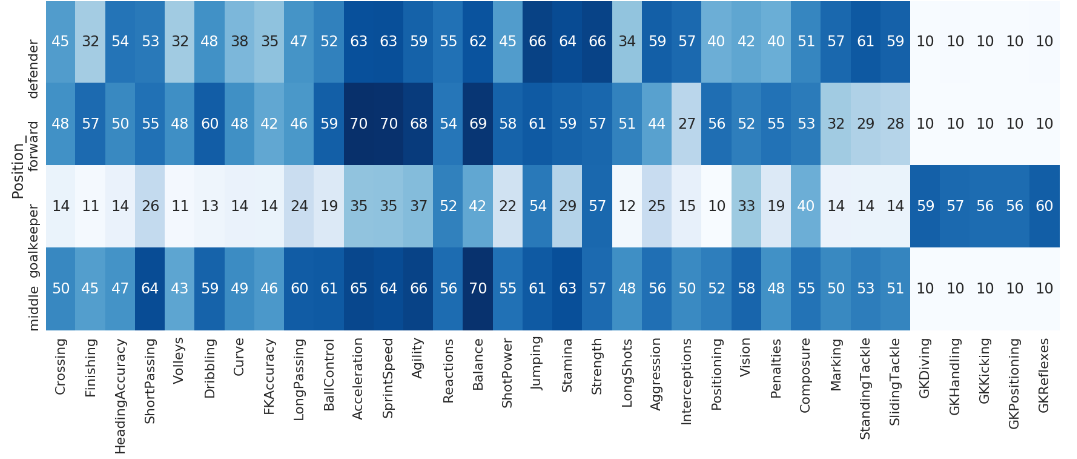 45 32 54 53 32 48 38 35 47 52 63 63 59 55 62 45 66 64 66 34 59 57 40 42 40 51 57 61 59 10 10 10 10 10
48 57 50 55 48 60 48 42 46 59 70 70 68 54 69 58 61 59 57 51 44 27 56 52 55 53 32 29 28 10 10 10 10 10
14 11 14 26 11 13 14 14 24 19 35 35 37 52 42 22 54 29 57 12 25 15 10 33 19 40 14 14 14 59 57 56 56 60
50 45 47 64 43 59 49 46 60 61 65 64 66 56 70 55 61 63 57 48 56 50 52 58 48 55 50 53 51 10 10 10 10 10
Position_
defender
forward
goalkeeper
middle
Crossing
Finishing
HeadingAccuracy
ShortPassing
Volleys
Dribbling
Curve
FKAccuracy
LongPassing
BallControl
Acceleration
SprintSpeed
Agility
Reactions
Balance
ShotPower
Jumping
Stamina
Strength
LongShots
Aggression
Interceptions
Positioning
Vision
Penalties
Composure
Marking
StandingTackle
SlidingTackle
GKDiving
GKHandling
GKKicking
GKPositioning
GKReflexes